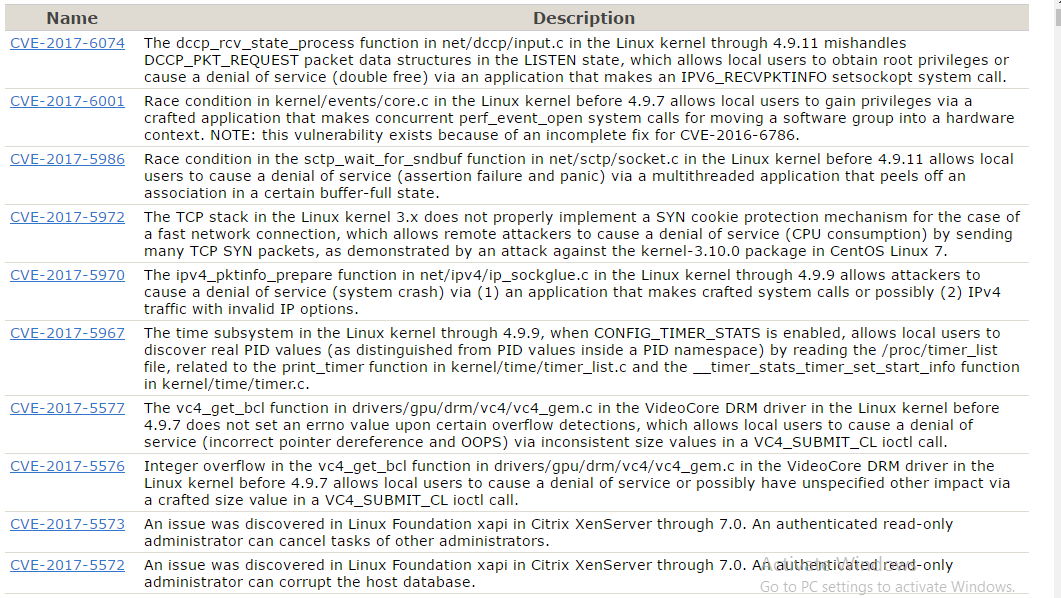 Name Description
CVE-2017-6074 The dccp_rcv_state_process function in net/dccp/input.c in the Linux kernel through 4.9.11 mishandles
DCCP_PKT_REQUEST packet data structures in the LISTEN state, which allows local users to obtain root privileges or
cause a denial of service (double free) via an application that makes an IPV6_RECVPKTINFO setsockopt system call.
CVE-2017-6001 Race condition in kernel/events/core.c in the Linux kernel before 4.9.7 allows local users to gain privileges via a
crafted application that makes concurrent perf_event_open system calls for moving a software group into a hardware
context. NOTE: this vulnerability exists because of an incomplete fix for CVE-2016-6786.
CVE-2017-5986 Race condition in the sctp_wait_for_sndbuf function in net/sctp/socket.c in the Linux kernel before 4.9.11 allows local
users to cause a denial of service (assertion failure and panic) via a multithreaded application that peels off an
association in a certain buffer-full state.
CVE-2017-5972 The TCP stack in the Linux kernel 3.x does not properly implement a SYN cookie protection mechanism for the case of
a fast network connection, which allows remote attackers to cause a denial of service (CPU consumption) by sending
many TCP SYN packets, as demonstrated by an attack against the kernel-3.10.0 package in CentOS Linux 7.
CVE-2017-5970 The ipv4_pktinfo_prepare function in net/ipv4/ip_sockglue.c in the Linux kernel through 4.9.9 allows attackers to
cause a denial of service (system crash) via (1) an application that makes crafted system calls or possibly (2) IPv4
traffic with invalid IP options.
CVE-2017-5967 The time subsystem in the Linux kernel through 4.9.9, when CONFIG_TIMER_STATS is enabled, allows local users to
discover real PID values (as distinguished from PID values inside a PID namespace) by reading the /proc/timer_list
file, related to the print_timer function in kernel/time/timer_list.c and the __timer_stats_timer_set_start_info function
in kernel/time/timer.c.
CVE-2017-5577 The vc4_get_bcl function in drivers/gpu/drm/vc4/vc4_gem.c in the VideoCore DRM driver in the Linux kernel before
4.9.7 does not set an errno value upon certain overflow detections, which allows local users to cause a denial of
service (incorrect pointer dereference and OOPS) via inconsistent size values in a VC4_SUBMIT_CL ioctl call.
CVE-2017-5576 Integer overflow in the vc4_get_bcl function in drivers/gpu/drm/vc4/vc4_gem.c in the VideoCore DRM driver in the
Linux kernel before 4.9.7 allows local users to cause a denial of service or possibly have unspecified other impact via
a crafted size value in a VC4_SUBMIT_CL ioctl call.
CVE-2017-5573 An issue was discovered in Linux Foundation xapi in Citrix XenServer through 7.0. An authenticated read-only
administrator can cancel tasks of other administrators.
CVE-2017-5572 An issue was discovered in Linux Foundation xapi in Citrix XenServer through 7.0. An authenticated read-only
administrator can corrupt the host database.
Activate Windows
Go to PC settings to activate Windows.